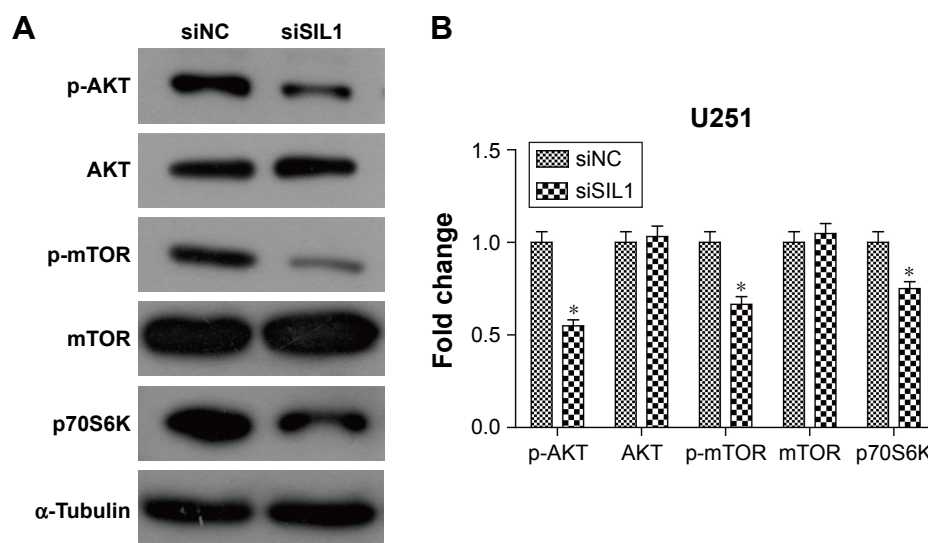 A
siNC siSIL1
p-AKT
AKT
p-mTOR
mTOR
p70S6K
α-Tubulin
B
U251
siNC
siSIL1
Fold change
1.5
1.0
0.5
0.0
*
*
*
p-AKT AKT p-mTOR mTOR p70S6K